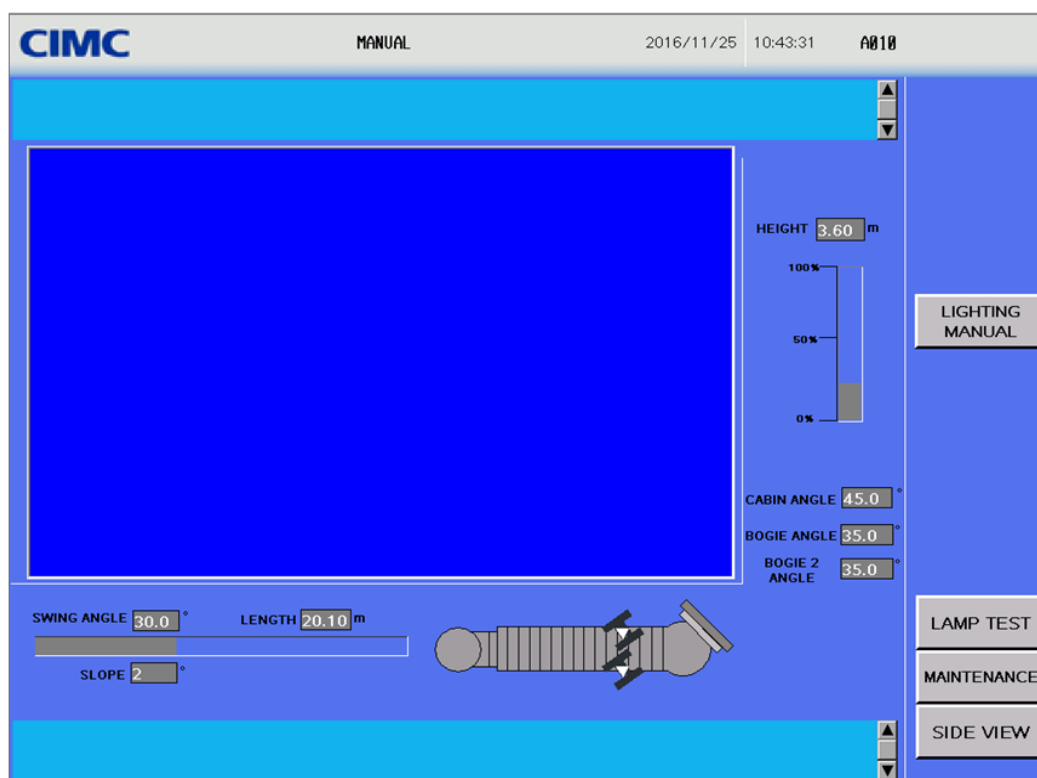 CIMC MANUAL 2016/11/25 10:43:31 A010
HEIGHT 3.60 m
100%
50%
0%
LIGHTING
MANUAL
CABIN ANGLE 45.0 °
BOGIE ANGLE 35.0 °
BOGIE 2
ANGLE 35.0 °
SWING ANGLE 30.0 ° LENGTH 20.10 m
SLOPE 2 °
LAMP TEST
MAINTENANCE
SIDE VIEW